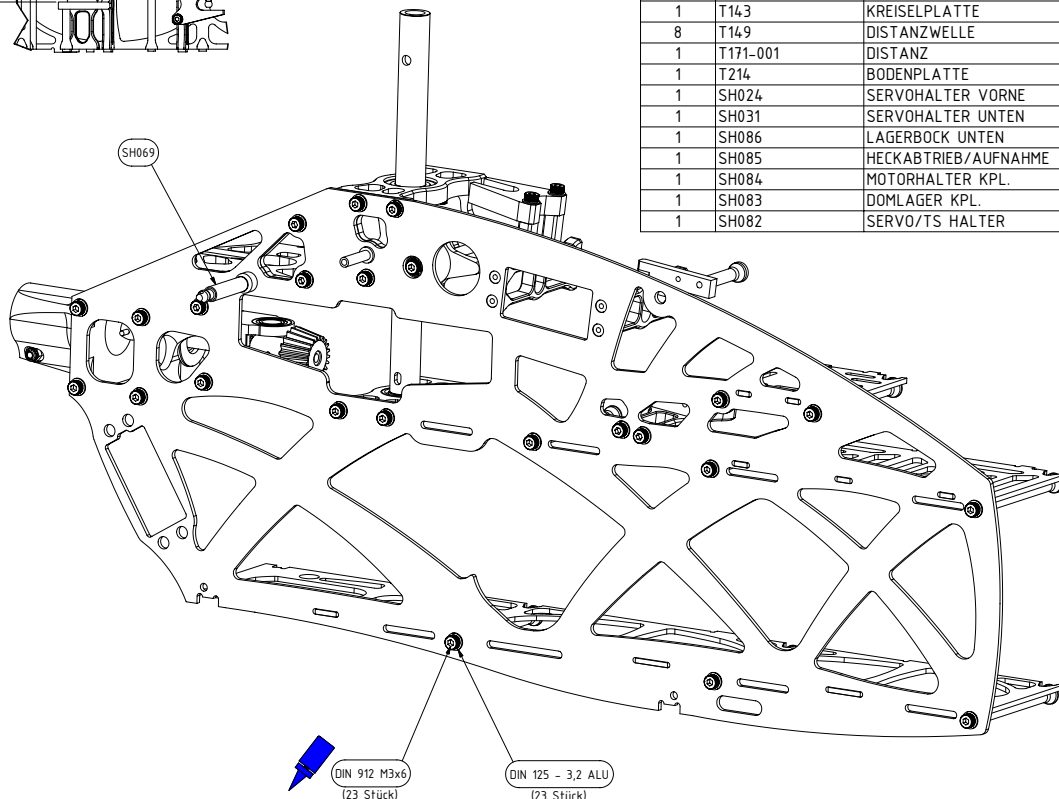 1 T143 KREISELPLATTE
8 T149 DISTANZWELLE
1 T171-001 DISTANZ
1 T214 BODENPLATTE
1 SH024 SERVOHALTER VORNE
1 SH031 SERVOHALTER UNTEN
1 SH086 LAGERBOCK UNTEN
1 SH085 HECKABTRIEB/AUFNAHME
1 SH084 MOTORHALTER KPL.
1 SH083 DOMLAGER KPL.
1 SH082 SERVO/TS HALTER
SH069
DIN 912 M3x6
(23 Stück)
DIN 125 - 3,2 ALU
(23 Stück)